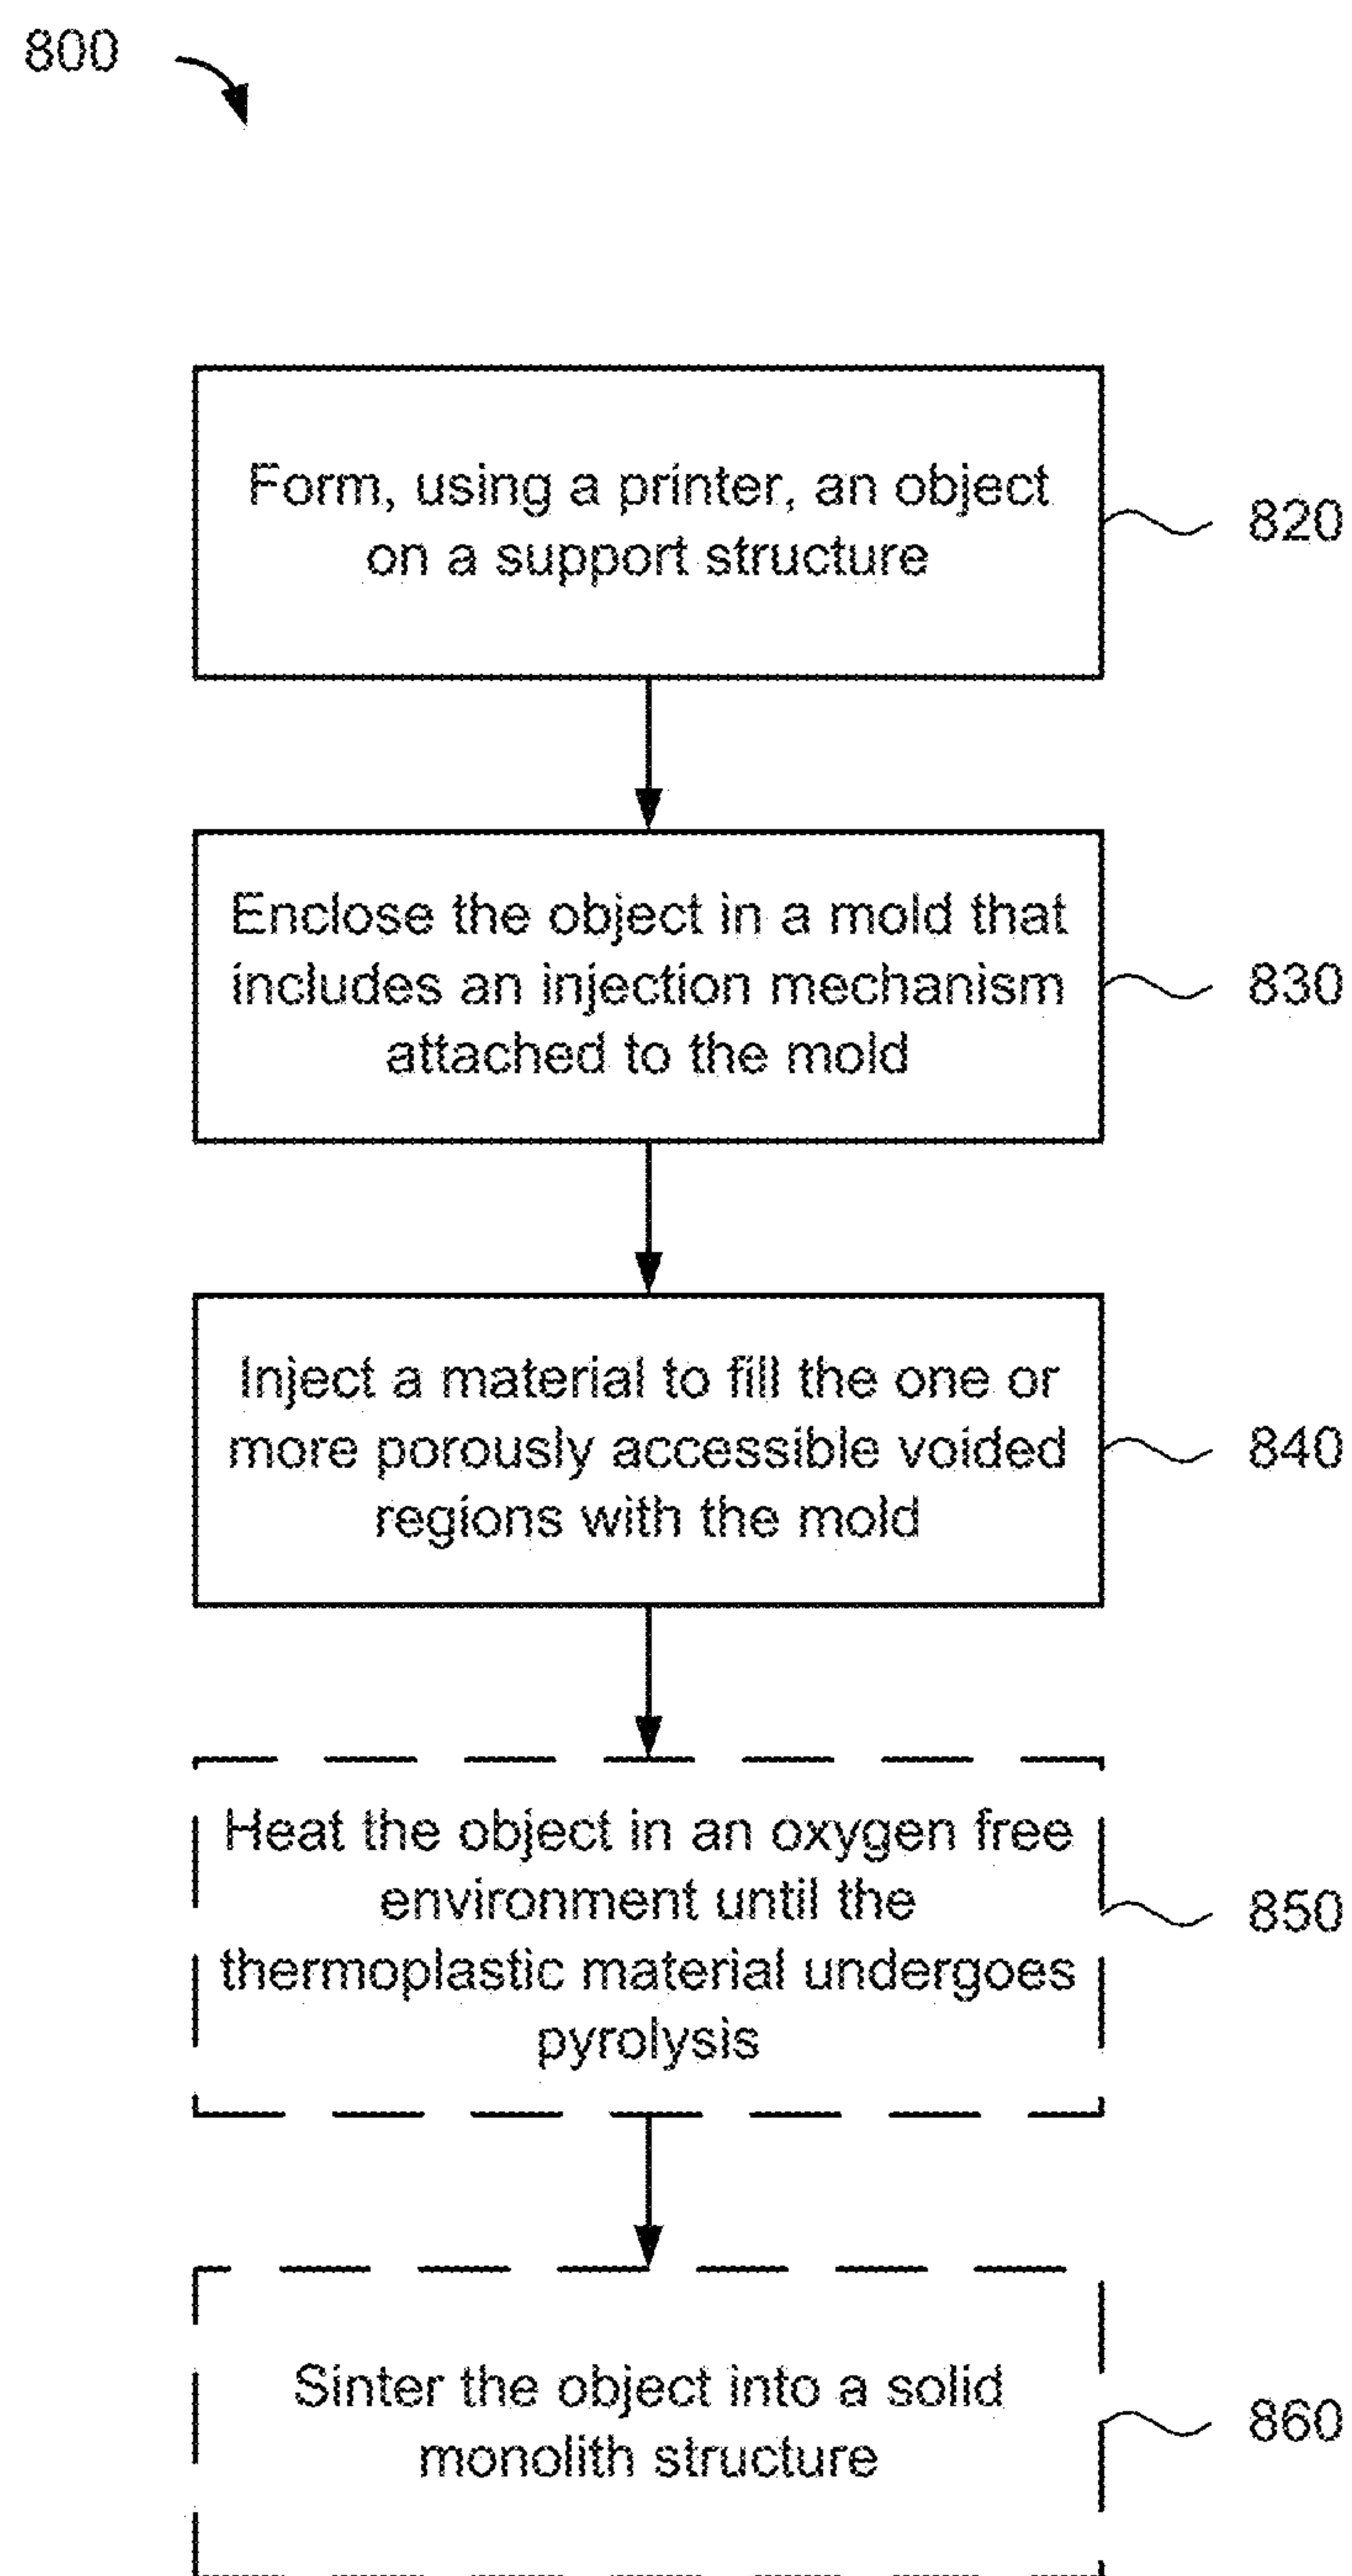 800
Form, using a printer, an object
on a support structure
820
Enclose the object in a mold that
includes an injection mechanism
attached to the mold
830
Inject a material to fill the one or
more porously accessible voided
regions with the mold
840
Heat the object in an oxygen free
environment until the
thermoplastic material undergoes
pyrolysis
850
Sinter the object into a solid
monolith structure
860